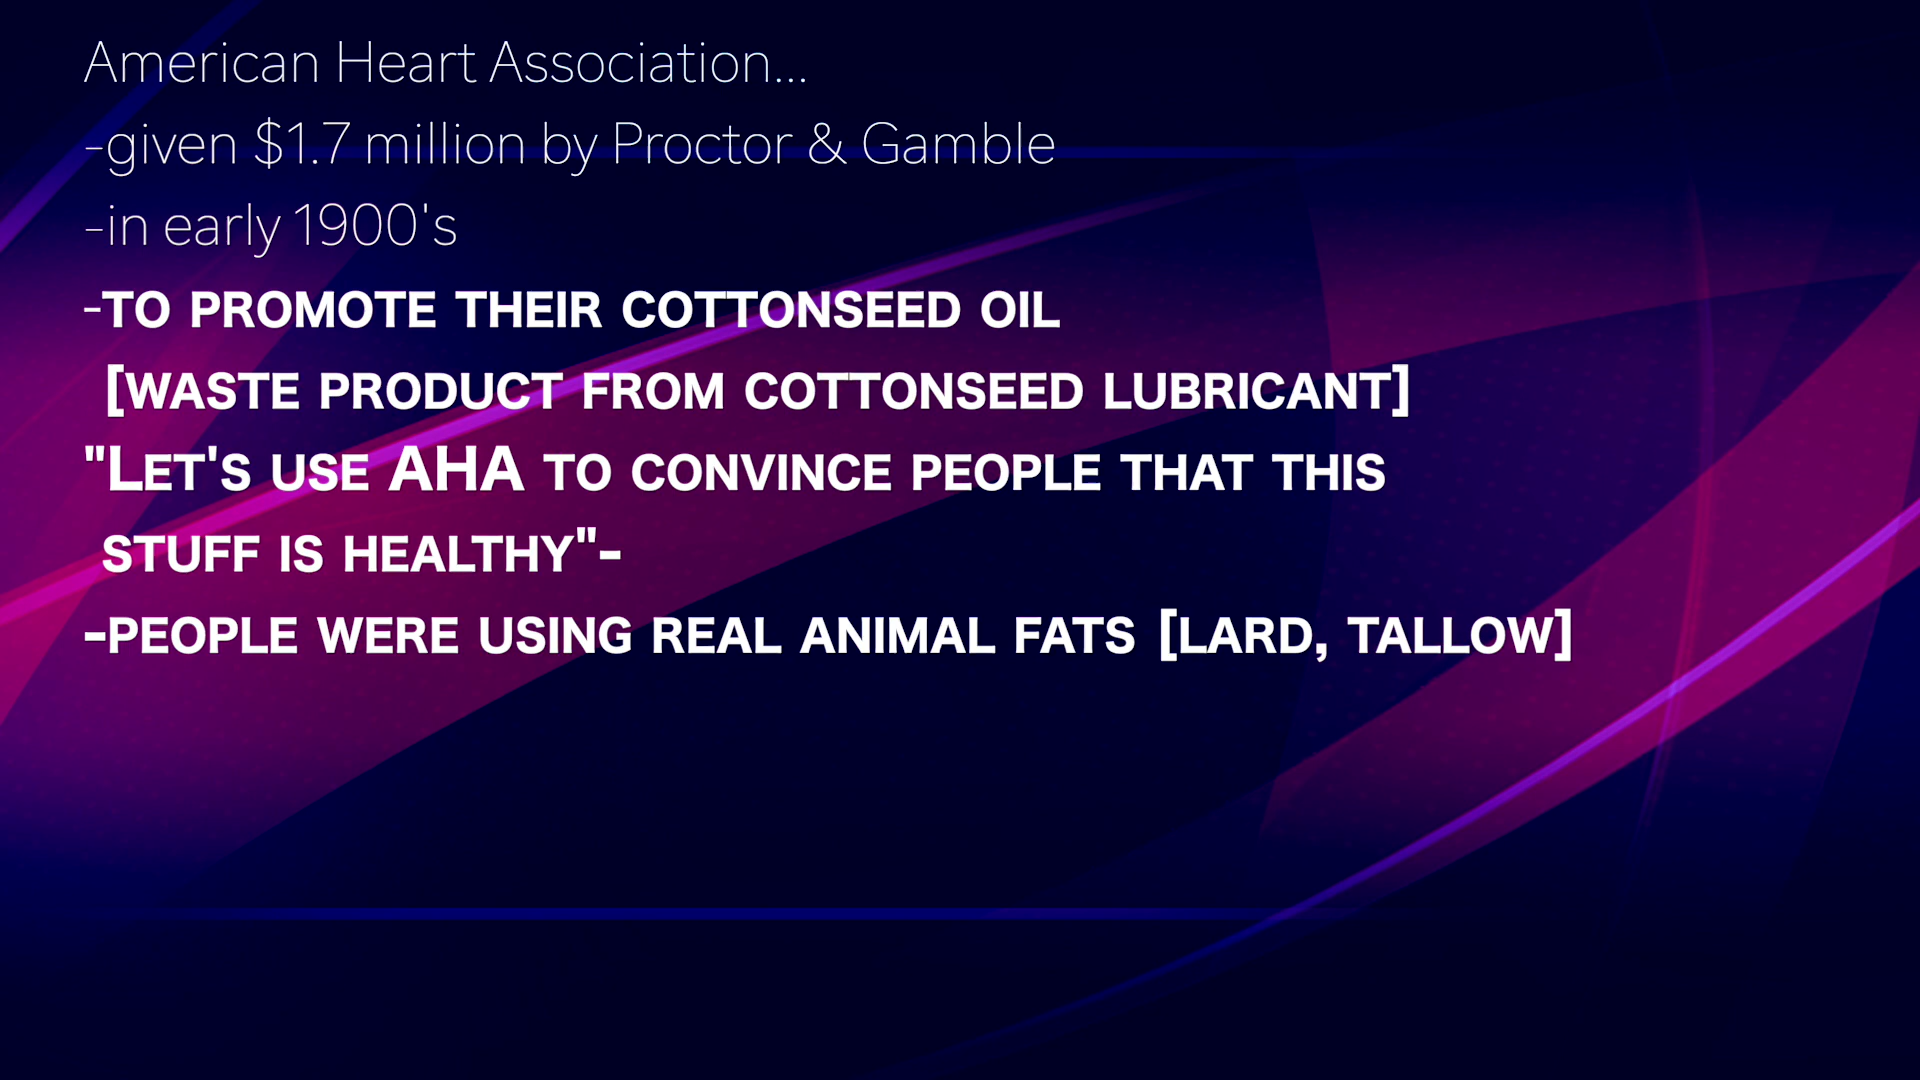 American Heart Association...
-given $1.7 million by Proctor & Gamble
-in early 1900's
-TO PROMOTE THEIR COTTONSEED OIL
[WASTE PRODUCT FROM COTTONSEED LUBRICANT]
"LET'S USE AHA TO CONVINCE PEOPLE THAT THIS
STUFF IS HEALTHY"-
-PEOPLE WERE USING REAL ANIMAL FATS [LARD, TALLOW]